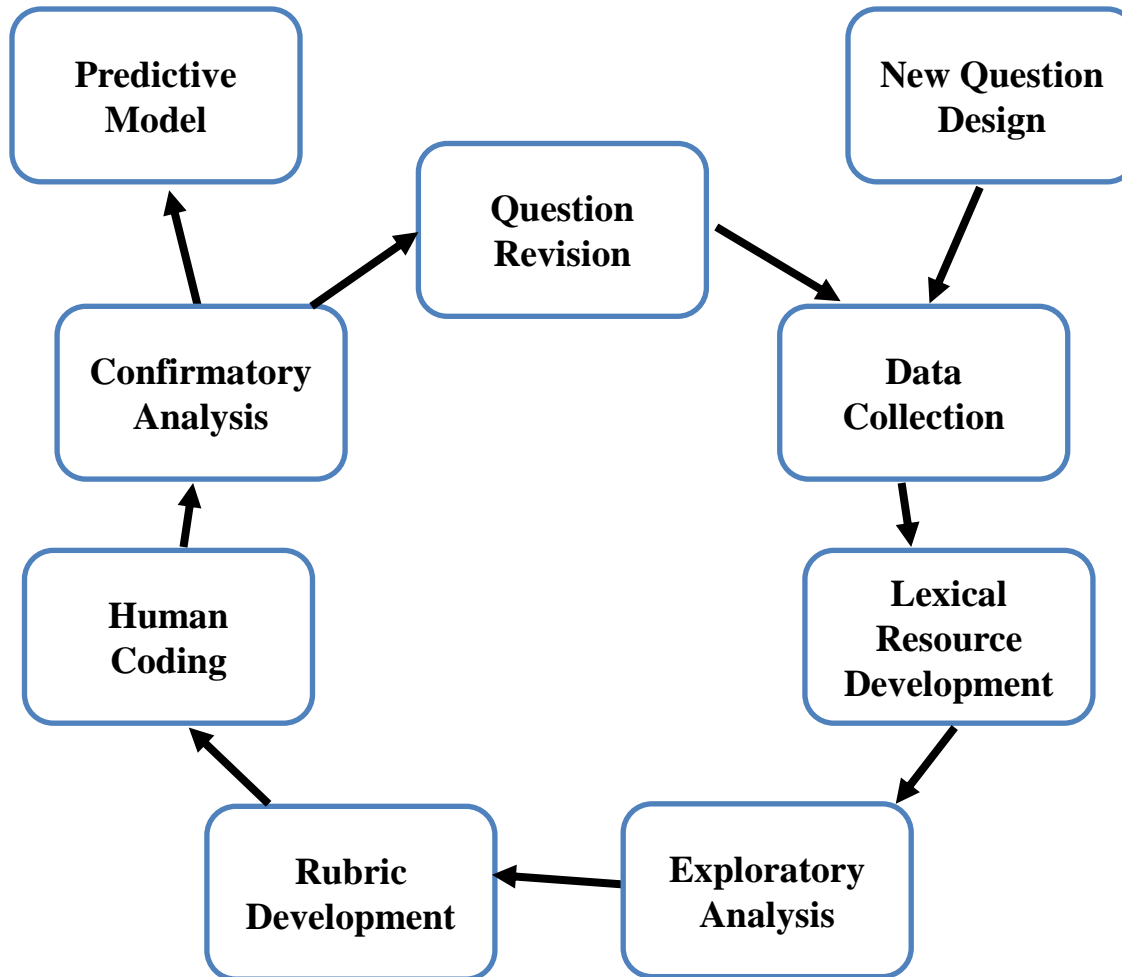 Predictive
Model
New Question
Design
Question
Revision
Confirmatory
Analysis
Data
Collection
Human
Coding
Lexical
Resource
Development
Rubric
Development
Exploratory
Analysis